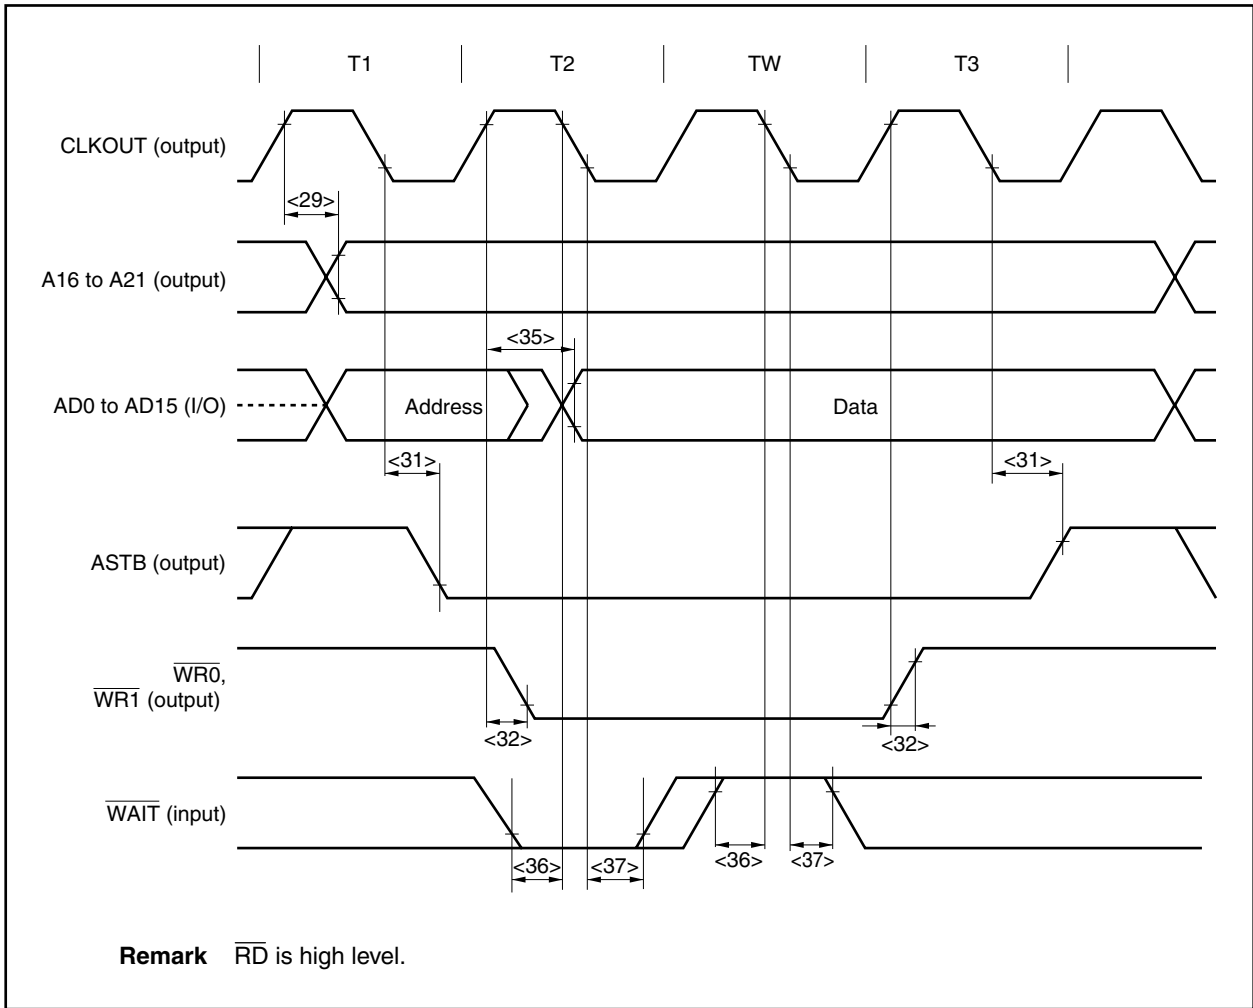 T1 T2 TW T3
CLKOUT (output)
<29>
A16 to A21 (output)
<35>
AD0 to AD15 (I/O) Address Data
<31> <31>
ASTB (output)
WR0,
WR1 (output)
<32> <32>
WAIT (input)
<36> <37> <36> <37>
Remark RD is high level.